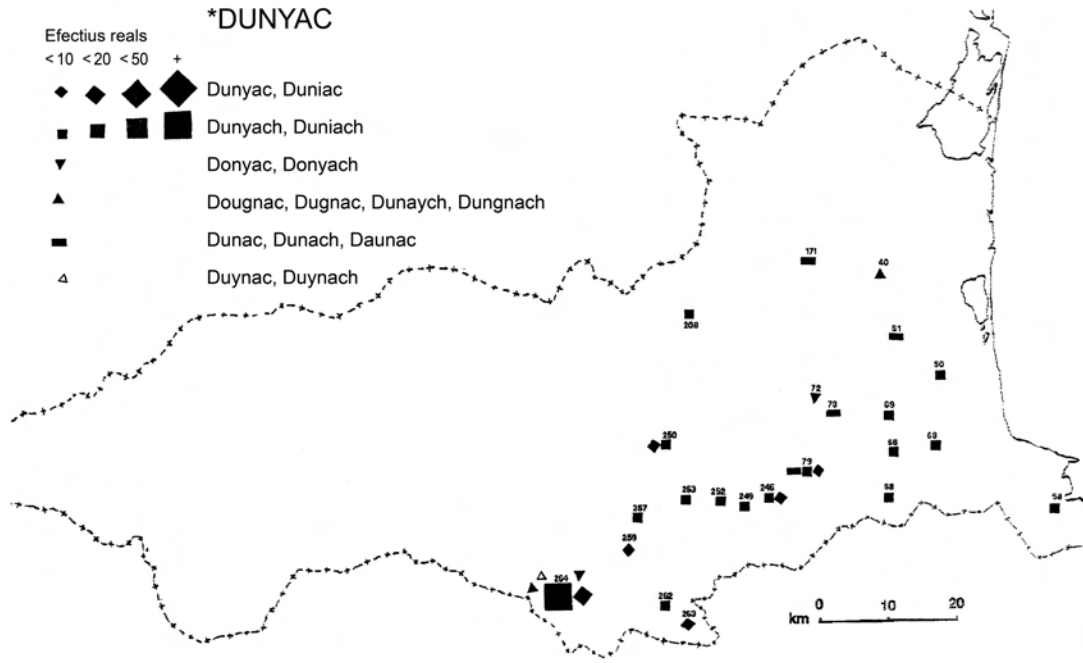 *DUNYAC
Efectius reals
<10 <20 <50 +
Dunyac, Duniac
Dunyach, Duniach
Donyac, Donyach
Dougnac, Dugnac, Dunaych, Dungnach
Dunac, Dunach, Daunac
Duynac, Duynach
171
40
208
51
50
72
73
69
250
66
63
79
253
252
249
246
58
54
257
259
264
262
263
0 10 20
km